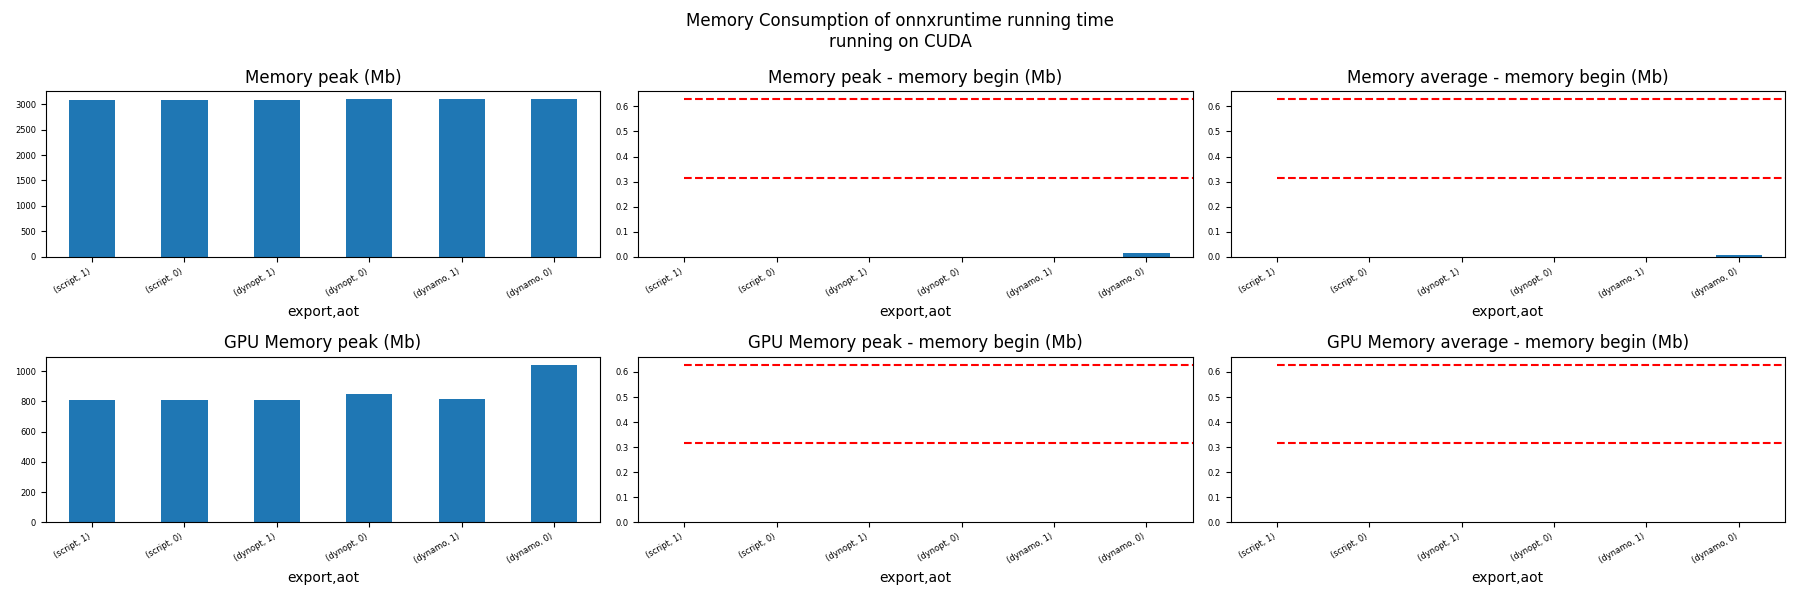 Memory Consumption of onnxruntime running time
running on CUDA
Memory peak (Mb)
3000
2500
2000
1500
1000
500
0
(script, 1)
(script, 0)
(dynopt, 1)
(dynopt, 0)
(dynamo, 1)
(dynamo, 0)
export,aot
Memory peak - memory begin (Mb)
0.6
0.5
0.4
0.3
0.2
0.1
0.0
(script, 1)
(script, 0)
(dynopt, 1)
(dynopt, 0)
(dynamo, 1)
(dynamo, 0)
export,aot
Memory average - memory begin (Mb)
0.6
0.5
0.4
0.3
0.2
0.1
0.0
(script, 1)
(script, 0)
(dynopt, 1)
(dynopt, 0)
(dynamo, 1)
(dynamo, 0)
export,aot
GPU Memory peak (Mb)
1000
800
600
400
200
0
(script, 1)
(script, 0)
(dynopt, 1)
(dynopt, 0)
(dynamo, 1)
(dynamo, 0)
export,aot
GPU Memory peak - memory begin (Mb)
0.6
0.5
0.4
0.3
0.2
0.1
0.0
(script, 1)
(script, 0)
(dynopt, 1)
(dynopt, 0)
(dynamo, 1)
(dynamo, 0)
export,aot
GPU Memory average - memory begin (Mb)
0.6
0.5
0.4
0.3
0.2
0.1
0.0
(script, 1)
(script, 0)
(dynopt, 1)
(dynopt, 0)
(dynamo, 1)
(dynamo, 0)
export,aot